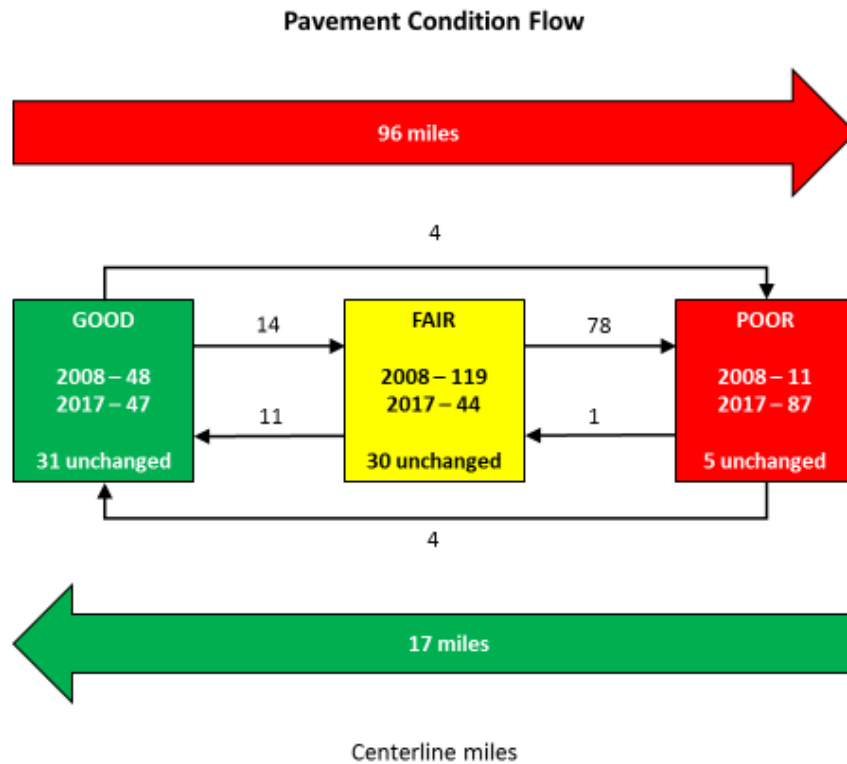 Pavement Condition Flow
96 miles
4
GOOD
2008 – 48
2017 – 47
31 unchanged
14
11
FAIR
2008 – 119
2017 – 44
30 unchanged
78
1
POOR
2008 – 11
2017 – 87
5 unchanged
4
17 miles
Centerline miles